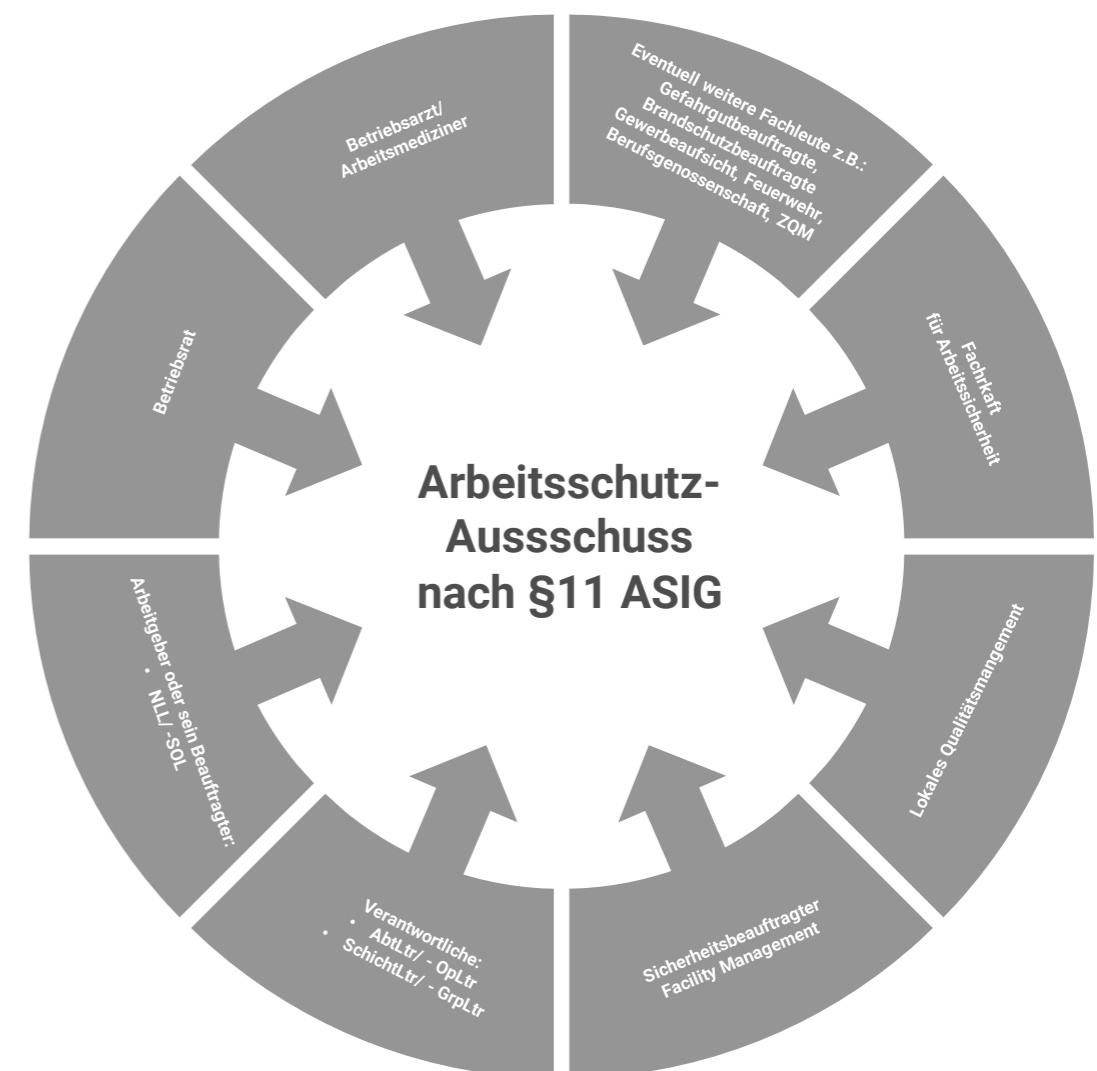 Betriebsarzt/
Arbeitsmediziner
Eventuell weitere Fachleute z.B.:
Gefahrgutbeauftragte,
Brandschutzbeauftragte
Gewerbeaufsicht, Feuerwehr,
Berufsgenossenschaft, ZQM
Fachrkaft
für Arbeitssicherheit
Lokales Qualitätsmangement
Sicherheitsbeauftragter
Facility Management
Verantwortliche:
• AbtLtr/ - OpLtr
• SchichtLtr/ - GrpLtr
Arbeitgeber oder sein Beauftragter:
• NLL/ -SOL
Betriebsrat
Arbeitsschutz-
Aussschuss
nach §11 ASIG